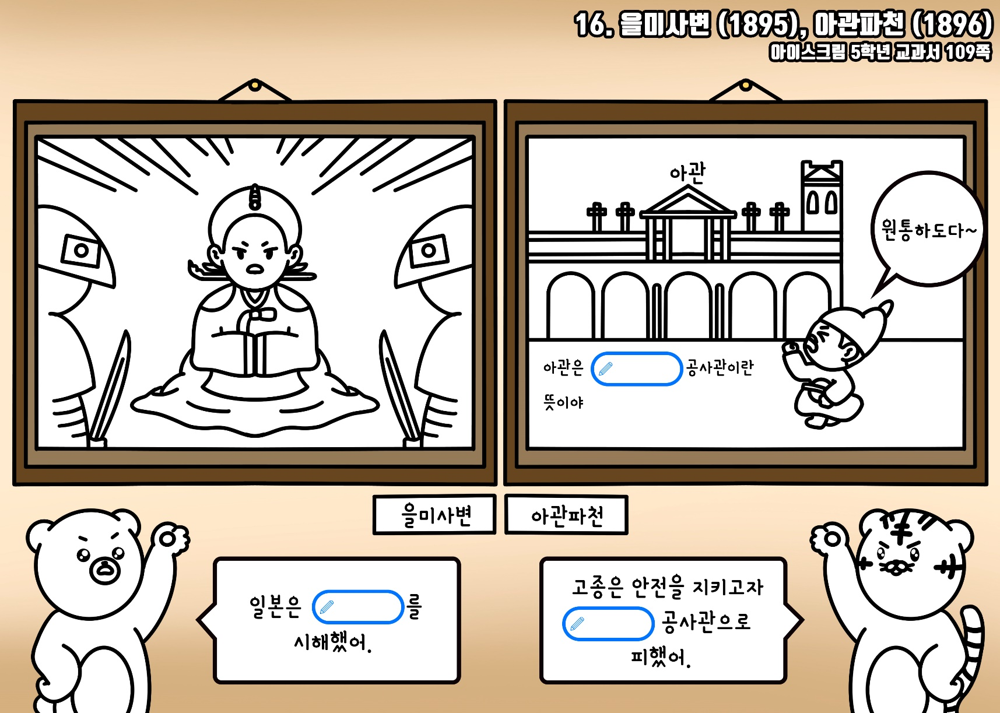 16. 을미사변 (1895), 아관파천 (1896)
아이스크림 5학년 교과서 109쪽
아관
원통하도다~
아관은 공사관이란
뜻이야
을미사변
아관파천
일본은 를
시해했어.
고종은 안전을 지키고자
공사관으로
피했어.